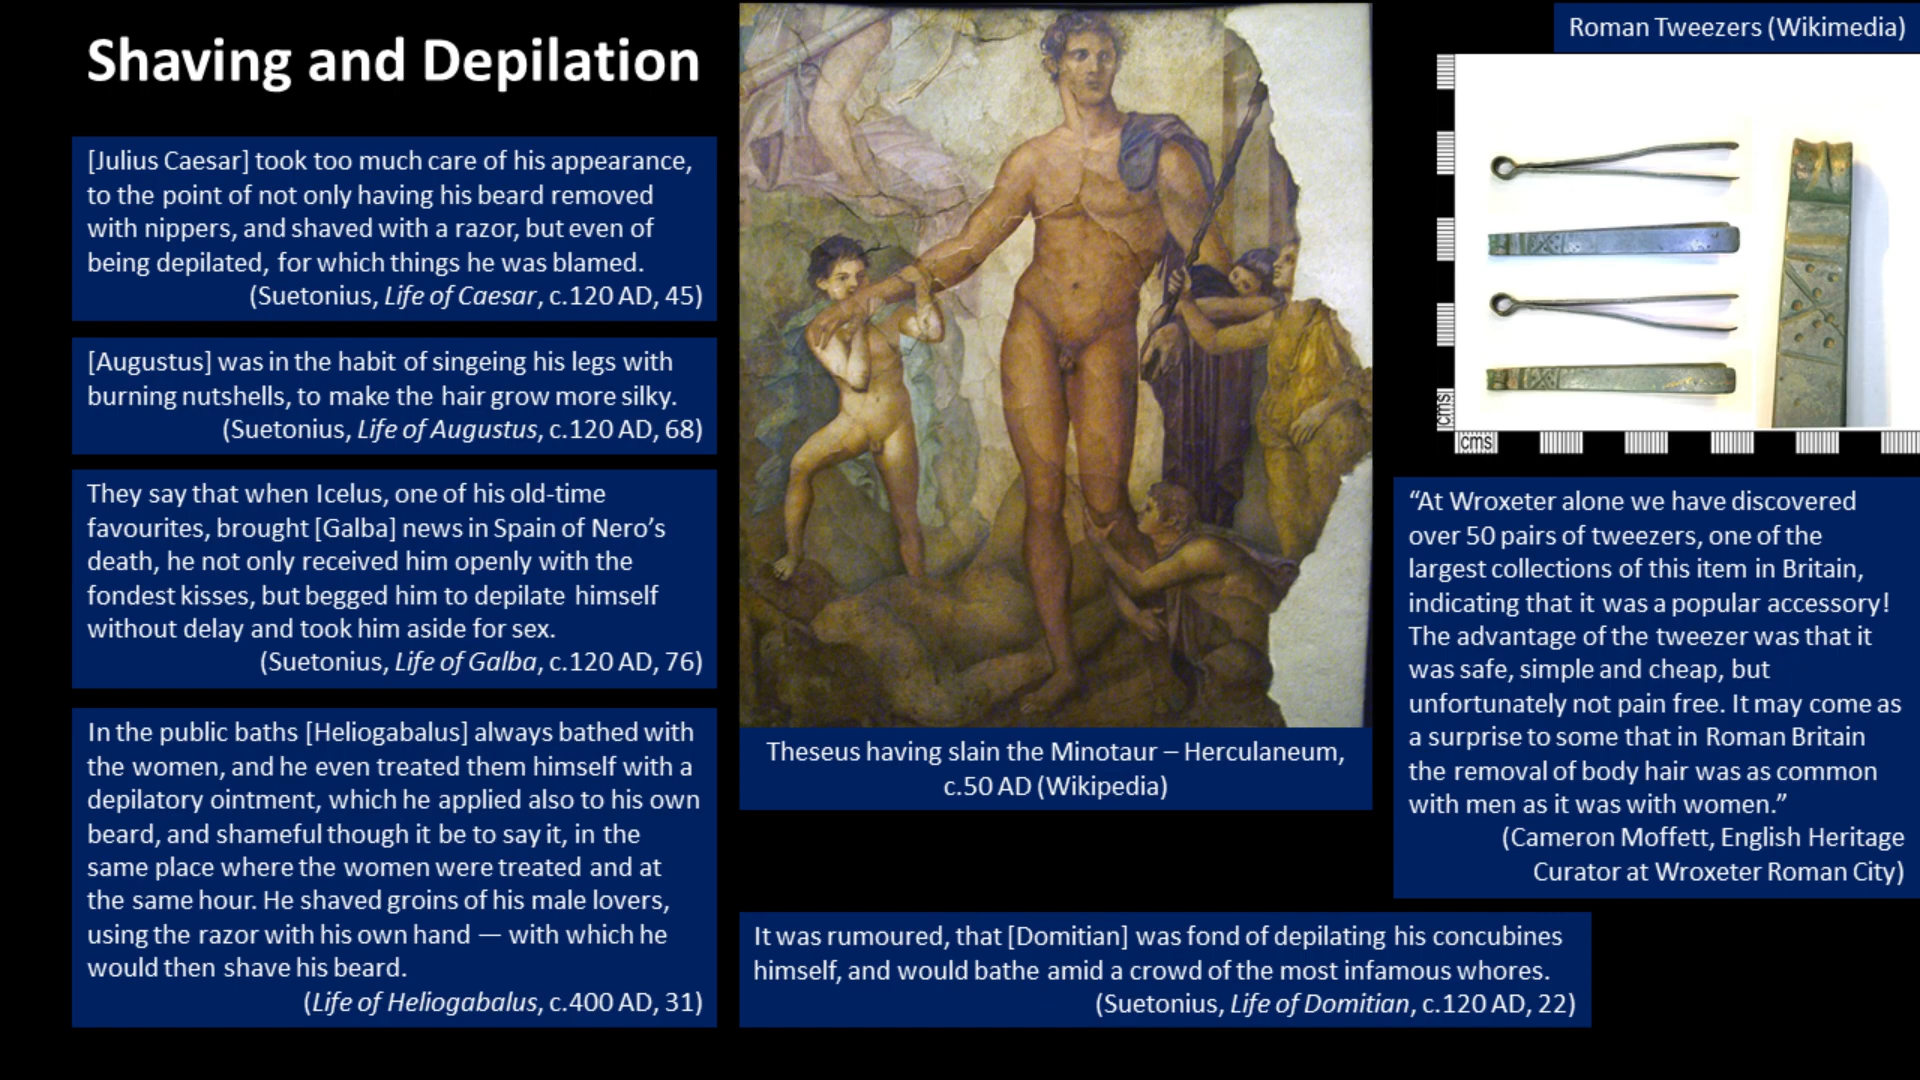 Shaving and Depilation
[Julius Caesar] took too much care of his appearance,
to the point of not only having his beard removed
with nippers, and shaved with a razor, but even of
being depilated, for which things he was blamed.
(Suetonius, Life of Caesar, c.120 AD, 45)
[Augustus] was in the habit of singeing his legs with
burning nutshells, to make the hair grow more silky.
(Suetonius, Life of Augustus, c.120 AD, 68)
They say that when Icelus, one of his old-time
favourites, brought [Galba] news in Spain of Nero’s
death, he not only received him openly with the
fondest kisses, but begged him to depilate himself
without delay and took him aside for sex.
(Suetonius, Life of Galba, c.120 AD, 76)
In the public baths [Heliogabalus] always bathed with
the women, and he even treated them himself with a
depilatory ointment, which he applied also to his own
beard, and shameful though it be to say it, in the
same place where the women were treated and at
the same hour. He shaved groins of his male lovers,
using the razor with his own hand — with which he
would then shave his beard.
(Life of Heliogabalus, c.400 AD, 31)
Theseus having slain the Minotaur – Herculaneum,
c.50 AD (Wikipedia)
It was rumoured, that [Domitian] was fond of depilating his concubines
himself, and would bathe amid a crowd of the most infamous whores.
(Suetonius, Life of Domitian, c.120 AD, 22)
Roman Tweezers (Wikimedia)
cms
cms
“At Wroxeter alone we have discovered
over 50 pairs of tweezers, one of the
largest collections of this item in Britain,
indicating that it was a popular accessory!
The advantage of the tweezer was that it
was safe, simple and cheap, but
unfortunately not pain free. It may come as
a surprise to some that in Roman Britain
the removal of body hair was as common
with men as it was with women.”
(Cameron Moffett, English Heritage
Curator at Wroxeter Roman City)